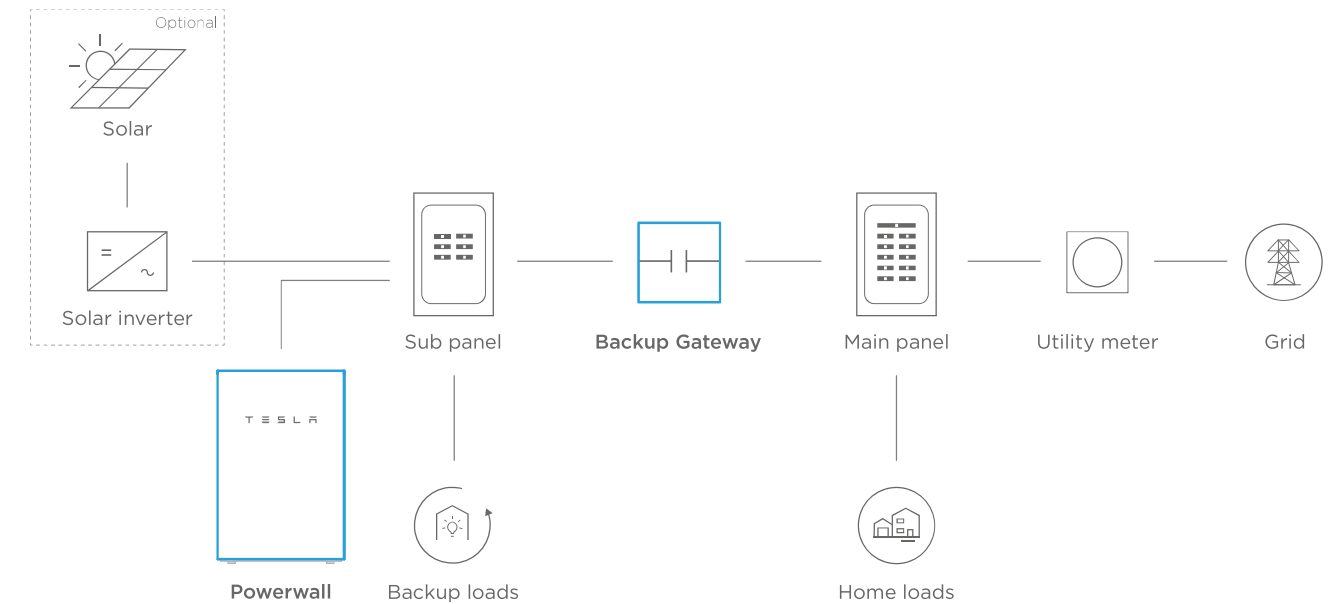 Optional
Solar
Solar inverter
Sub panel
Backup Gateway
Main panel
Utility meter
Grid
TESLA
Powerwall
Backup loads
Home loads